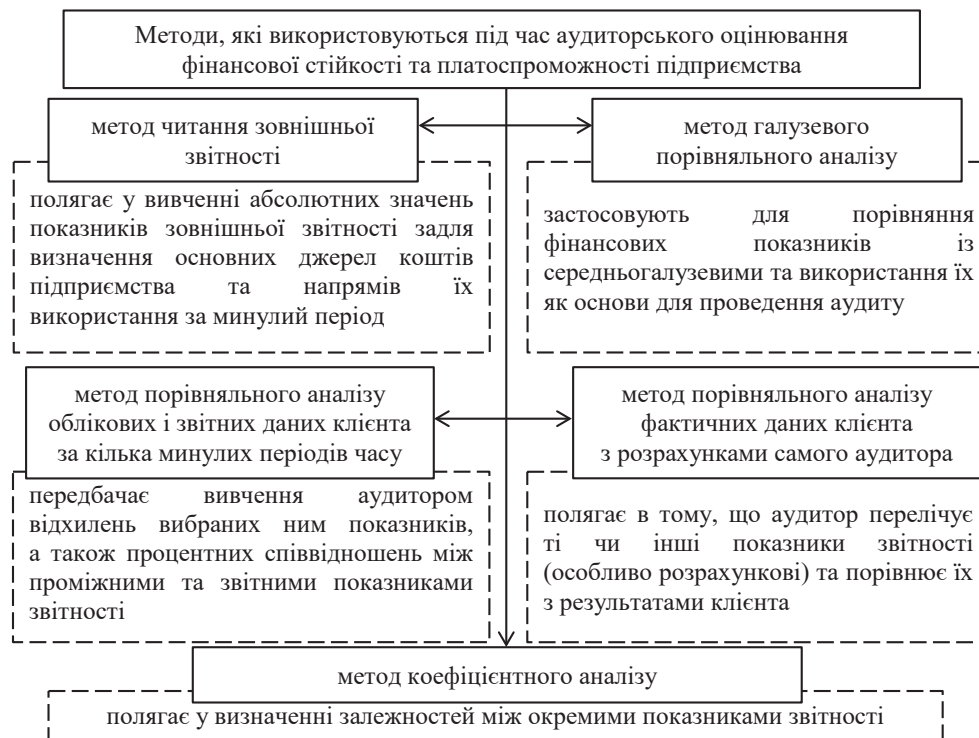 Методи, які використовуються під час аудиторського оцінювання
фінансової стійкості та платоспроможності підприємства
метод читання зовнішньої
звітності
полягає у вивченні абсолютних значень
показників зовнішньої звітності задля
визначення основних джерел коштів
підприємства та напрямів їх
використання за минулий період
метод галузевого
порівняльного аналізу
застосовують для порівняння
фінансових показників із
середньогалузевими та використання їх
як основи для проведення аудиту
метод порівняльного аналізу
облікових і звітних даних клієнта
за кілька минулих періодів часу
передбачає вивчення аудитором
відхилень вибраних ним показників,
а також процентних співвідношень між
проміжними та звітними показниками
звітності
метод порівняльного аналізу
фактичних даних клієнта
з розрахунками самого аудитора
полягає в тому, що аудитор перелічує
ті чи інші показники звітності
(особливо розрахункові) та порівнює їх
з результатами клієнта
метод коефіцієнтного аналізу
полягає у визначенні залежностей між окремими показниками звітності